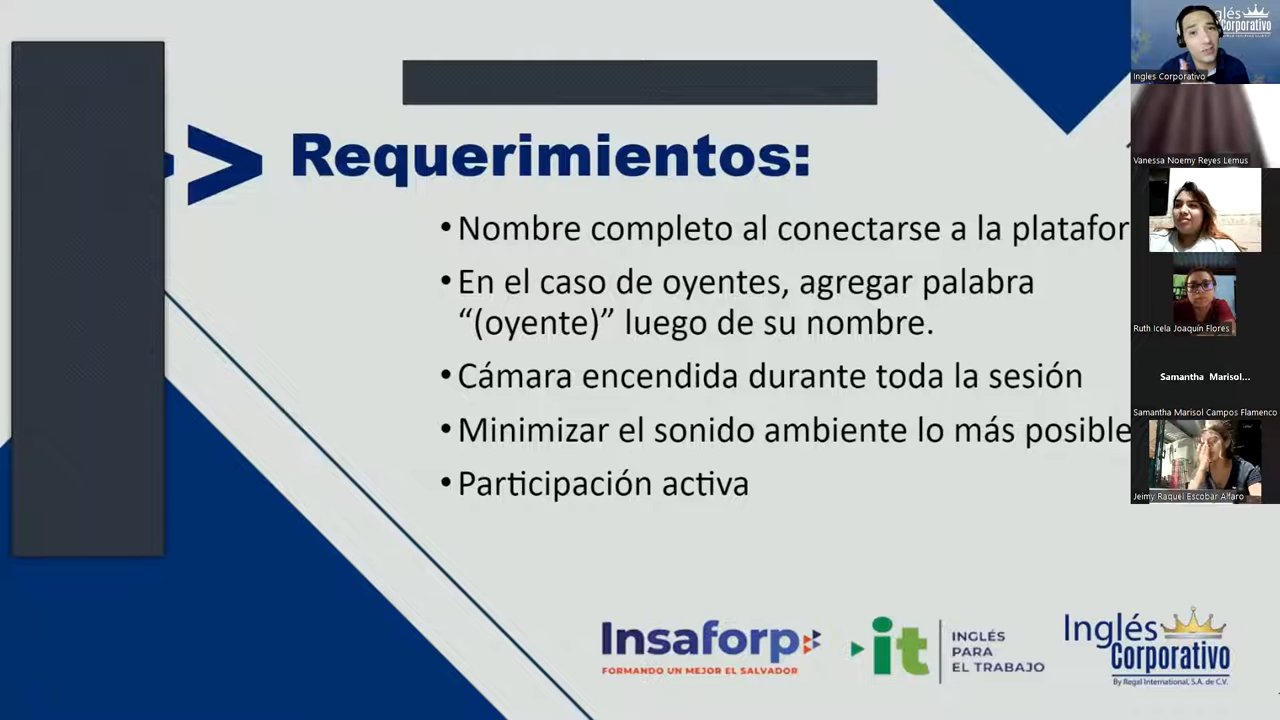 > Requerimientos:
• Nombre completo al conectarse a la platafor
• En el caso de oyentes, agregar palabra
“(oyente)” luego de su nombre.
• Cámara encendida durante toda la sesión
• Minimizar el sonido ambiente lo más posible
• Participación activa
Insaforp
FORMANDO UN MEJOR EL SALVADOR
it
INGLÉS
PARA
EL TRABAJO
Inglés
Corporativo
By Regal International, S.A. de C.V.
glés
Corporativo
Ingles Corporativo
Vanessa Noemy Reyes Lemus
Ruth Icela Joaquín Flores
Samantha Marisol...
Samantha Marisol Campos Flamenco
Jeimy Raquel Escobar Alfaro